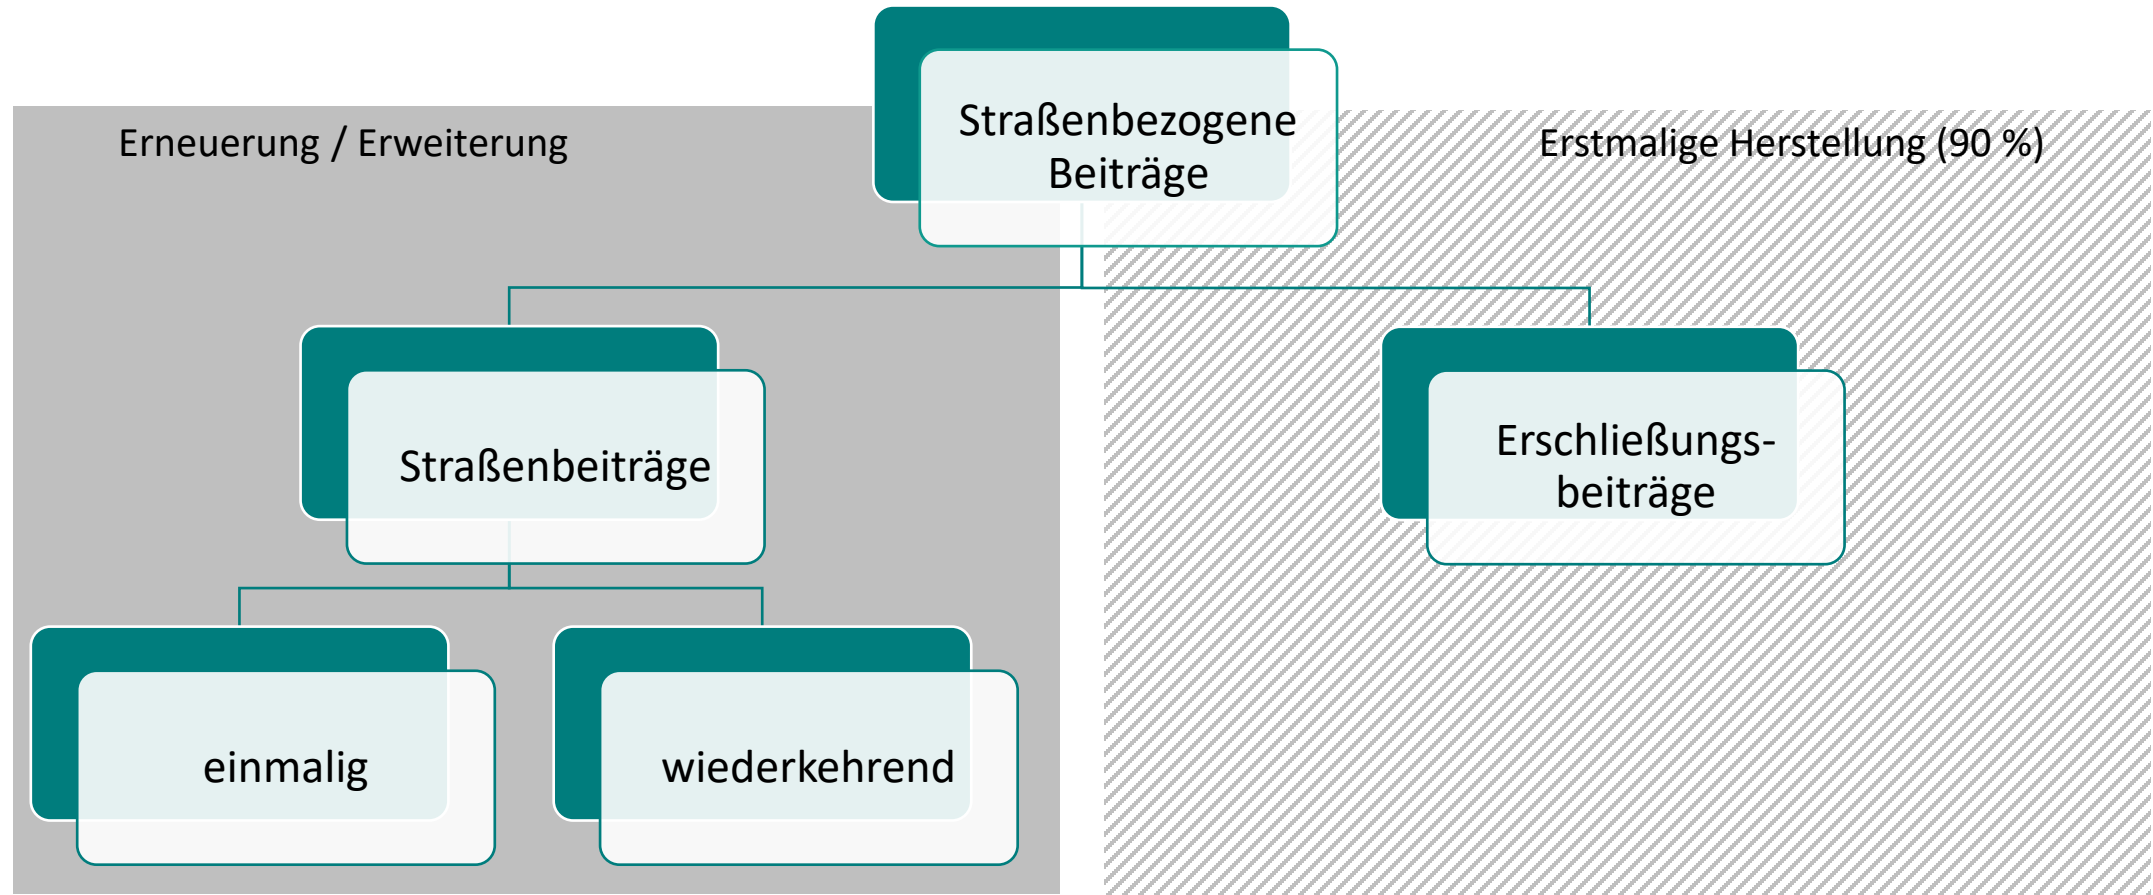 Straßenbezogene
Beiträge
Erneuerung / Erweiterung
Erstmalige Herstellung (90 %)
Straßenbeiträge
Erschließungs-
beiträge
einmalig
wiederkehrend